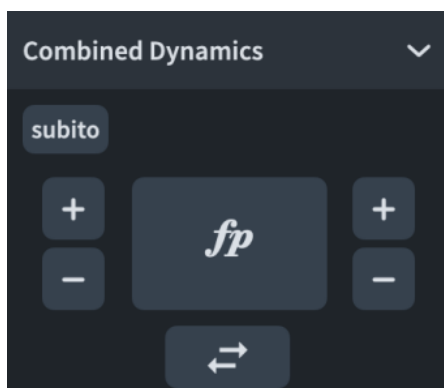 Combined Dynamics
subito
+ +
fp
− −